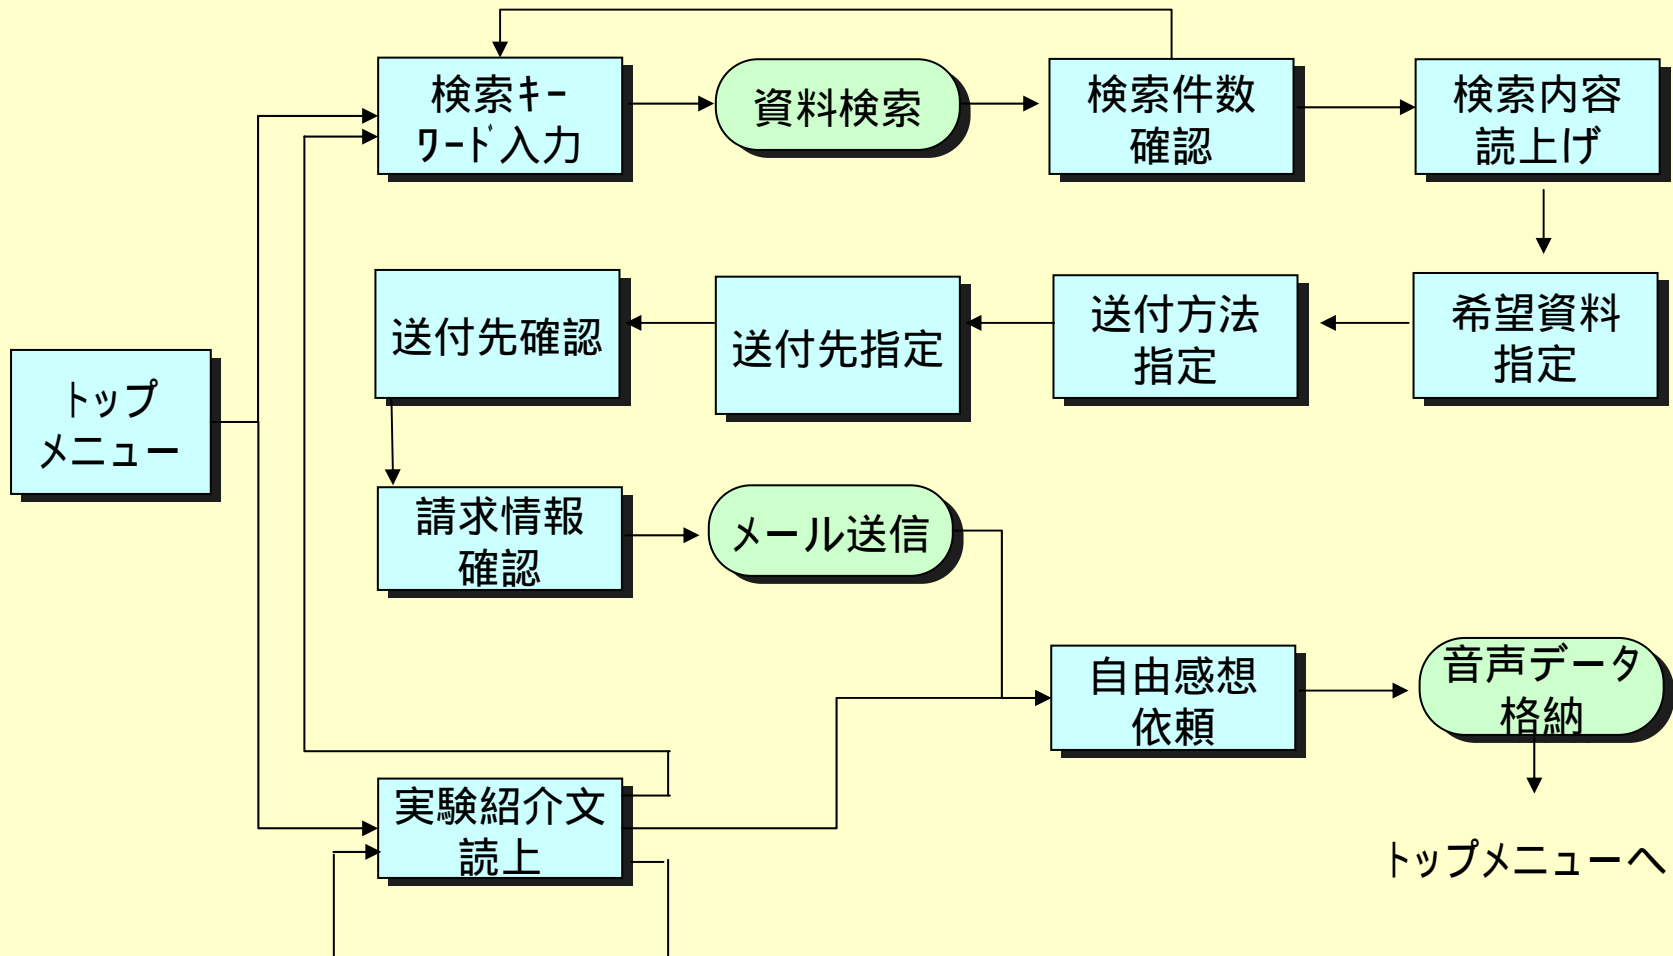 検索ｷｰ
ﾜｰﾄﾞ入力
資料検索
検索件数
確認
検索内容
読上げ
送付先確認
送付先指定
送付方法
指定
希望資料
指定
トップ
メニュー
請求情報
確認
メール送信
自由感想
依頼
音声データ
格納
実験紹介文
読上
トップメニューへ